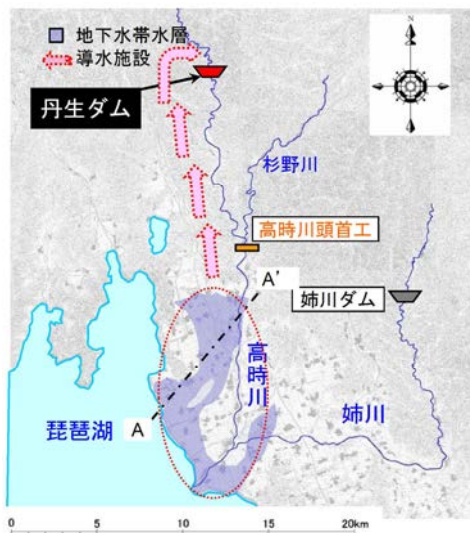 地下水帯水層
導水施設
N
丹生ダム
杉野川
高時川頭首工
A'
姉川ダム
高時川
琵琶湖
A
姉川
0 5 10 15 20km